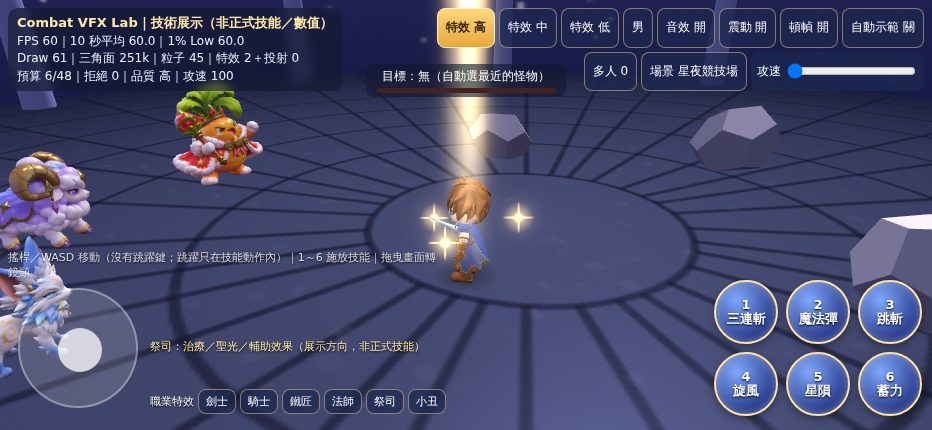 Combat VFX Lab｜技術展示（非正式技能／數值）
FPS 60｜10 秒平均 60.0｜1% Low 60.0
Draw 61｜三角面 251k｜粒子 45｜特效 2＋投射 0
預算 6/48｜拒絕 0｜品質 高｜攻速 100
特效 高
特效 中
特效 低
男
音效 開
震動 開
頓幀 開
自動示範 關
目標：無（自動選最近的怪物）
多人 0
場景 星夜競技場
攻速
搖桿／WASD 移動（沒有跳躍鍵；跳躍只在技能動作內）｜1～6 施放技能｜拖曳畫面轉
鏡頭
1
三連斬
2
魔法彈
3
跳斬
祭司：治療／聖光／輔助效果（展示方向，非正式技能）
4
旋風
5
星隕
6
蓄力
職業特效
劍士
騎士
鐵匠
法師
祭司
小丑